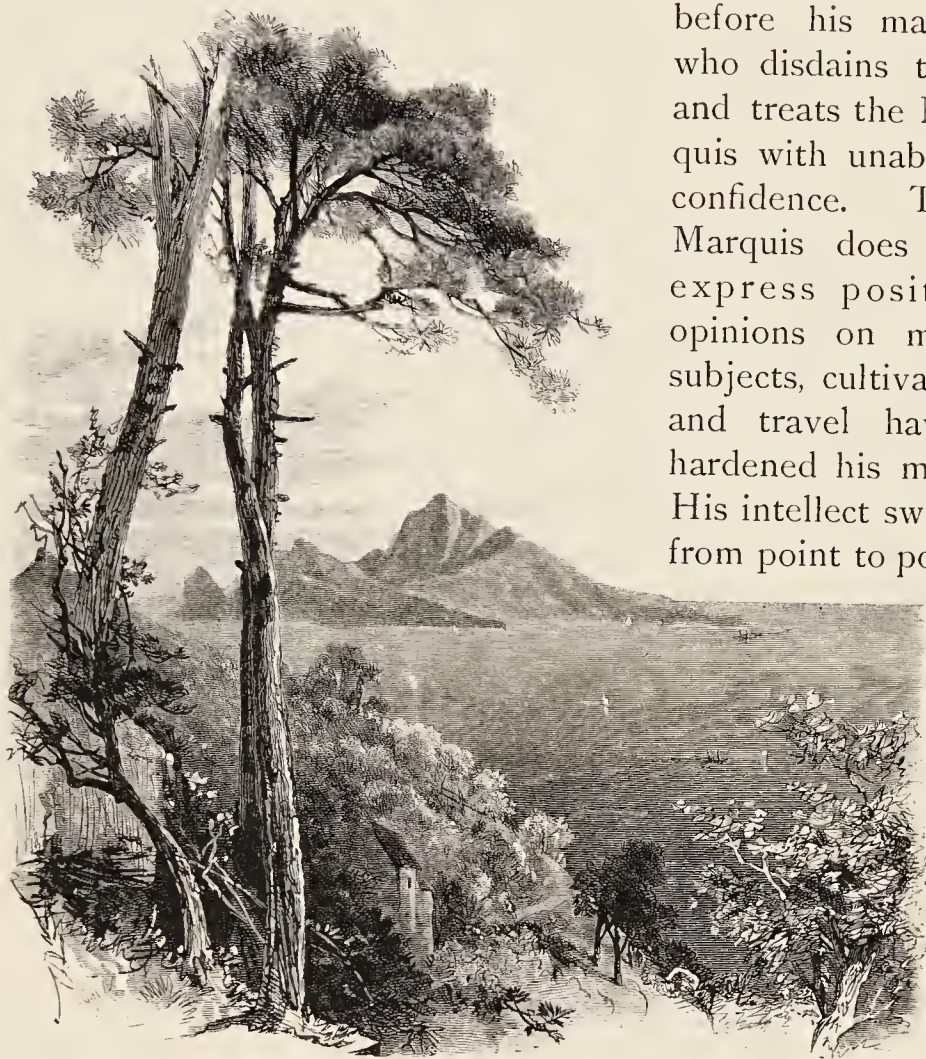 before his ma
who disdains t
and treats the
quis with unab
confidence. T
Marquis does
express posit
opinions on m
subjects, cultiva
and travel hav
hardened his m
His intellect sw
from point to po